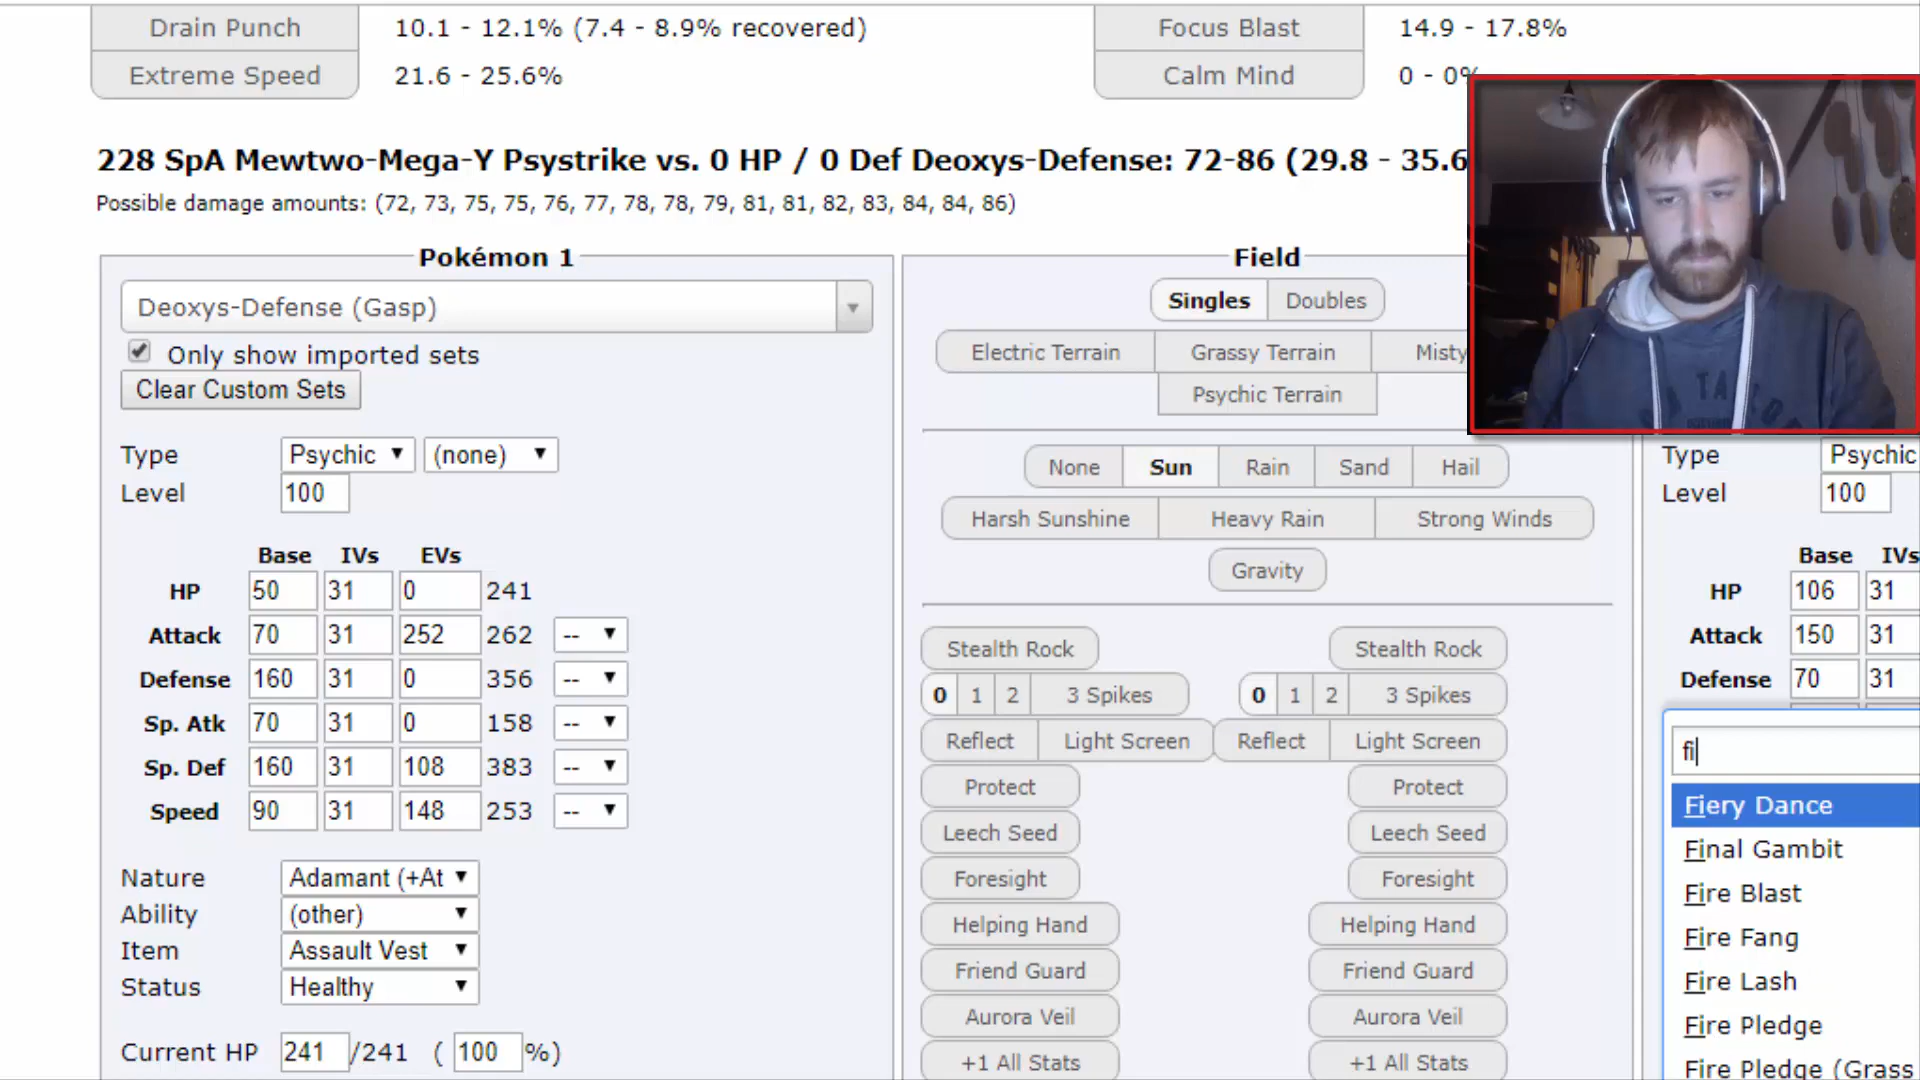 Drain Punch 10.1 - 12.1% (7.4 - 8.9% recovered) Focus Blast 14.9 - 17.8%
Extreme Speed 21.6 - 25.6% Calm Mind 0 - 0%
228 SpA Mewtwo-Mega-Y Psystrike vs. 0 HP / 0 Def Deoxys-Defense: 72-86 (29.8 - 35.6
Possible damage amounts: (72, 73, 75, 75, 76, 77, 78, 78, 79, 81, 81, 82, 83, 84, 84, 86)
Pokémon 1 Field
Deoxys-Defense (Gasp) Singles Doubles
Only show imported sets Electric Terrain Grassy Terrain Misty
Clear Custom Sets Psychic Terrain
Type Psychic (none) None Sun Rain Sand Hail Type Psychic
Level 100 Harsh Sunshine Heavy Rain Strong Winds Level 100
Base IVs EVs Gravity Base IVs
HP 50 31 0 241 HP 106 31
Attack 70 31 252 262 -- Stealth Rock Stealth Rock Attack 150 31
Defense 160 31 0 356 -- 0 1 2 3 Spikes 0 1 2 3 Spikes Defense 70 31
Sp. Atk 70 31 0 158 -- Reflect Light Screen Reflect Light Screen fi
Sp. Def 160 31 108 383 -- Protect Protect
Speed 90 31 148 253 -- Leech Seed Leech Seed Fiery Dance
Nature Adamant (+At Foresight Foresight Final Gambit
Ability (other) Helping Hand Helping Hand Fire Blast
Item Assault Vest Friend Guard Friend Guard Fire Fang
Status Healthy Aurora Veil Aurora Veil Fire Lash
Fire Pledge
Current HP 241 /241 ( 100 %) +1 All Stats +1 All Stats Fire Pledge (Grass